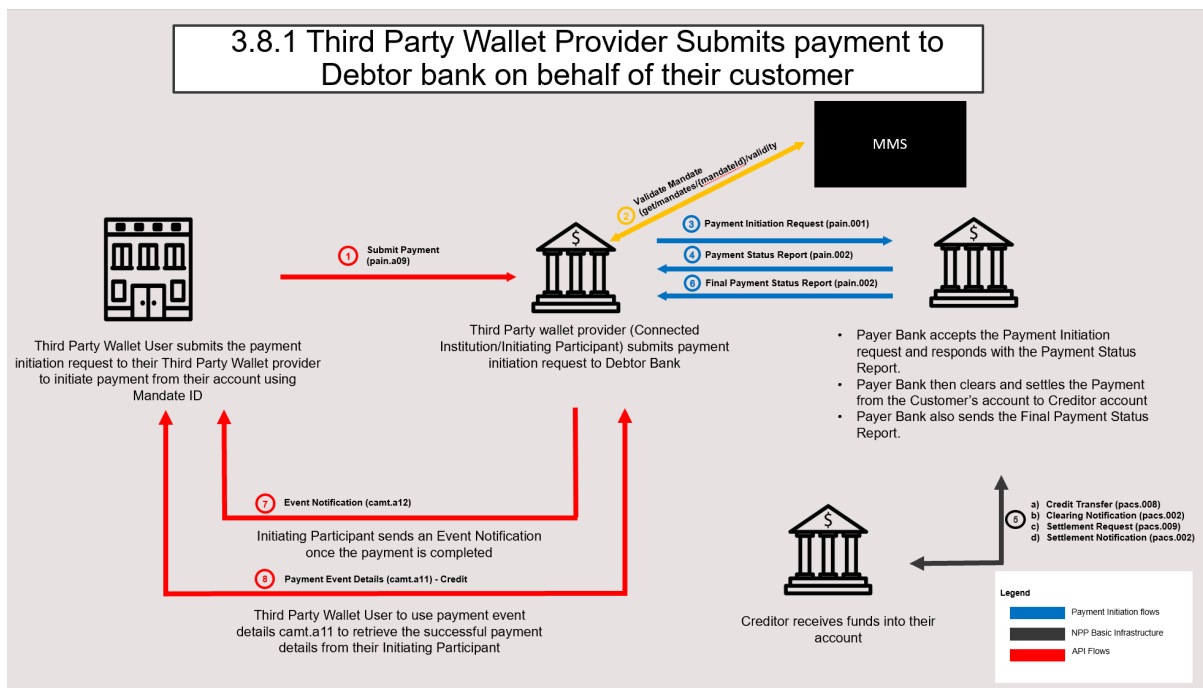 3.8.1 Third Party Wallet Provider Submits payment to
Debtor bank on behalf of their customer
MMS
2
Validate Mandate
(get/mandates/{mandateId}/validity
$
$
1
Submit Payment
(pain.a09)
3
Payment Initiation Request (pain.001)
4
Payment Status Report (pain.002)
6
Final Payment Status Report (pain.002)
Third Party Wallet User submits the payment
initiation request to their Third Party Wallet provider
to initiate payment from their account using
Mandate ID
Third Party wallet provider (Connected
Institution/Initiating Participant) submits payment
initiation request to Debtor Bank
• Payer Bank accepts the Payment Initiation
request and responds with the Payment Status
Report.
• Payer Bank then clears and settles the Payment
from the Customer's account to Creditor account
• Payer Bank also sends the Final Payment Status
Report.
7
Event Notification (camt.a12)
Initiating Participant sends an Event Notification
once the payment is completed
8
Payment Event Details (camt.a11) - Credit
Third Party Wallet User to use payment event
details camt.a11 to retrieve the successful payment
details from their Initiating Participant
$
Creditor receives funds into their
account
5
a) Credit Transfer (pacs.008)
b) Clearing Notification (pacs.002)
c) Settlement Request (pacs.009)
d) Settlement Notification (pacs.002)
Legend
Payment Initiation flows
NPP Basic Infrastructure
API Flows